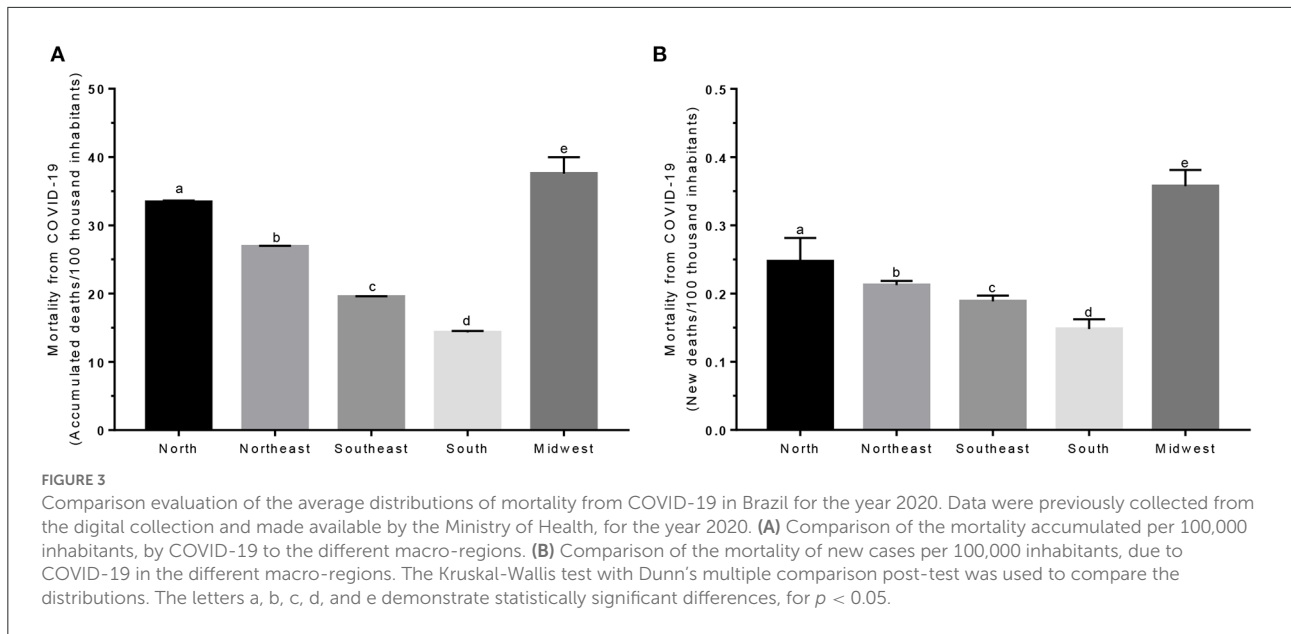 A
Mortality from COVID-19
(Accumulated deaths/100 thousand inhabitants)
50
40
30
20
10
0
a
b
c
d
e
North
Northeast
Southeast
South
Midwest
B
Mortality from COVID-19
(New deaths/100 thousand inhabitants)
0.5
0.4
0.3
0.2
0.1
0.0
a
b
c
d
e
North
Northeast
Southeast
South
Midwest
FIGURE 3
Comparison evaluation of the average distributions of mortality from COVID-19 in Brazil for the year 2020. Data were previously collected from
the digital collection and made available by the Ministry of Health, for the year 2020. (A) Comparison of the mortality accumulated per 100,000
inhabitants, by COVID-19 to the different macro-regions. (B) Comparison of the mortality of new cases per 100,000 inhabitants, due to
COVID-19 in the different macro-regions. The Kruskal-Wallis test with Dunn's multiple comparison post-test was used to compare the
distributions. The letters a, b, c, d, and e demonstrate statistically significant differences, for p < 0.05.